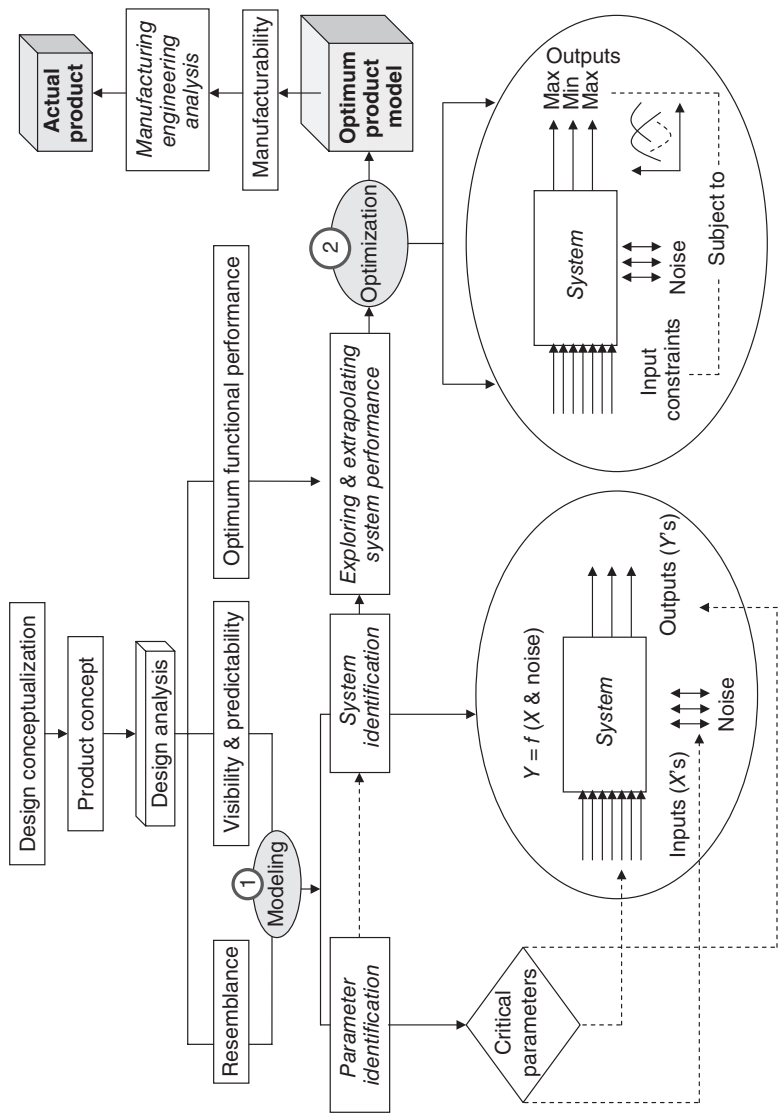 Design conceptualization
Product concept
Design analysis
Resemblance
Visibility & predictability
Optimum functional performance
1
Modeling
Parameter
identification
System
identification
Exploring & extrapolating
system performance
2
Optimization
Optimum
product
model
Manufacturability
Manufacturing
engineering
analysis
Actual
product
Critical
parameters
Y = f (X & noise)
System
Inputs (X's)
Noise
Outputs (Y's)
System
Outputs
Max
Min
Max
Input
constraints
Noise
Subject to